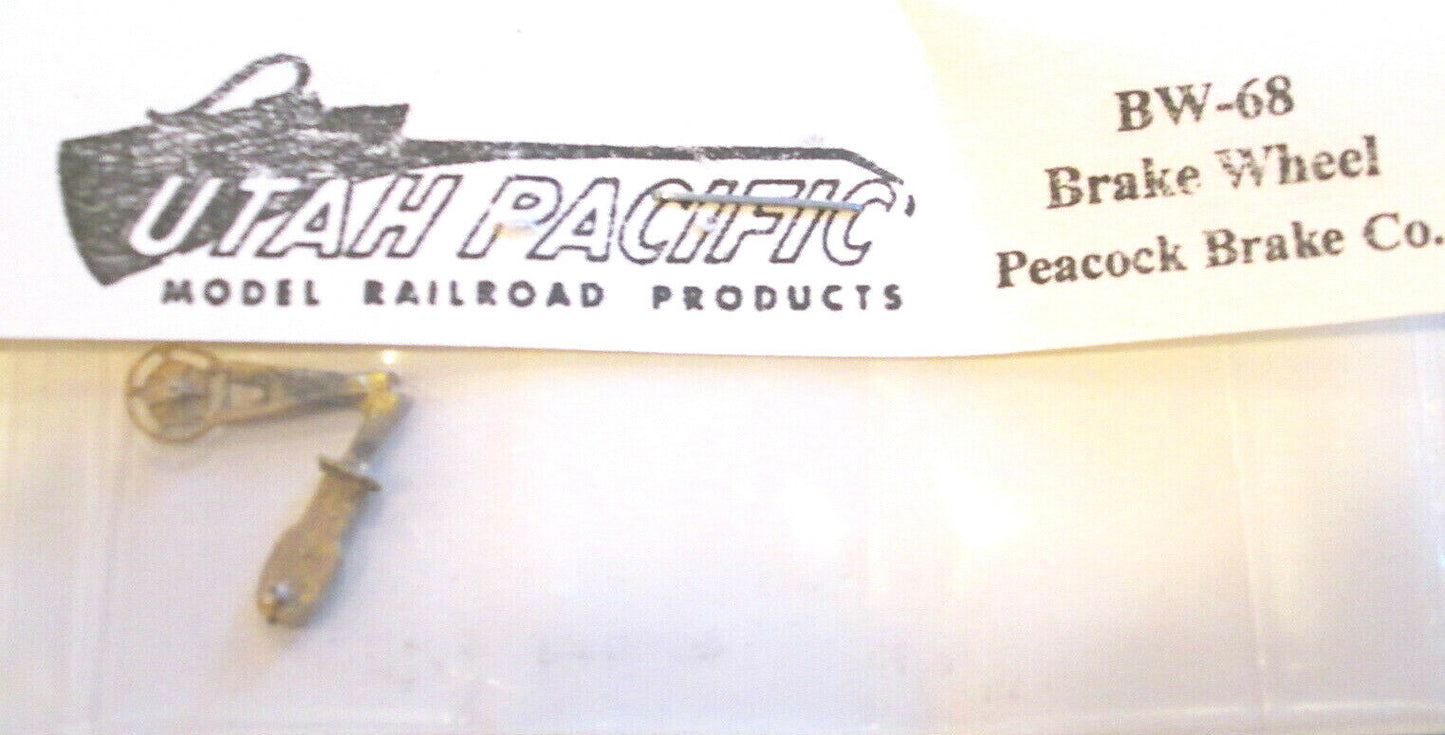 UTAH PACIFIC
MODEL RAILROAD PRODUCTS
BW-68
Brake Wheel
Peacock Brake Co.